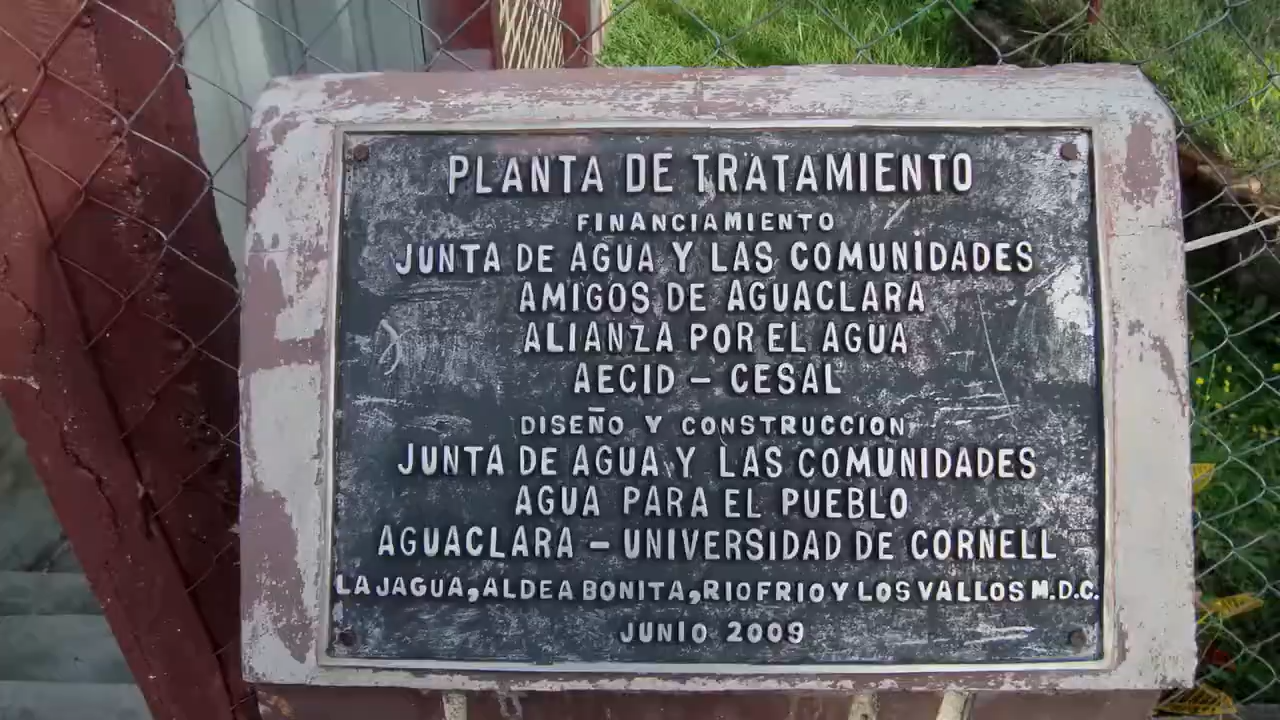 PLANTA DE TRATAMIENTO
FINANCIAMIENTO
JUNTA DE AGUA Y LAS COMUNIDADES
AMIGOS DE AGUACLARA
ALIANZA POR EL AGUA
AECID - CESAL
DISEÑO Y CONSTRUCCION
JUNTA DE AGUA Y LAS COMUNIDADES
AGUA PARA EL PUEBLO
AGUACLARA - UNIVERSIDAD DE CORNELL
LA JAGUA, ALDEA BONITA, RIO FRIO Y LOS VALLOS M.D.C.
JUNIO 2009